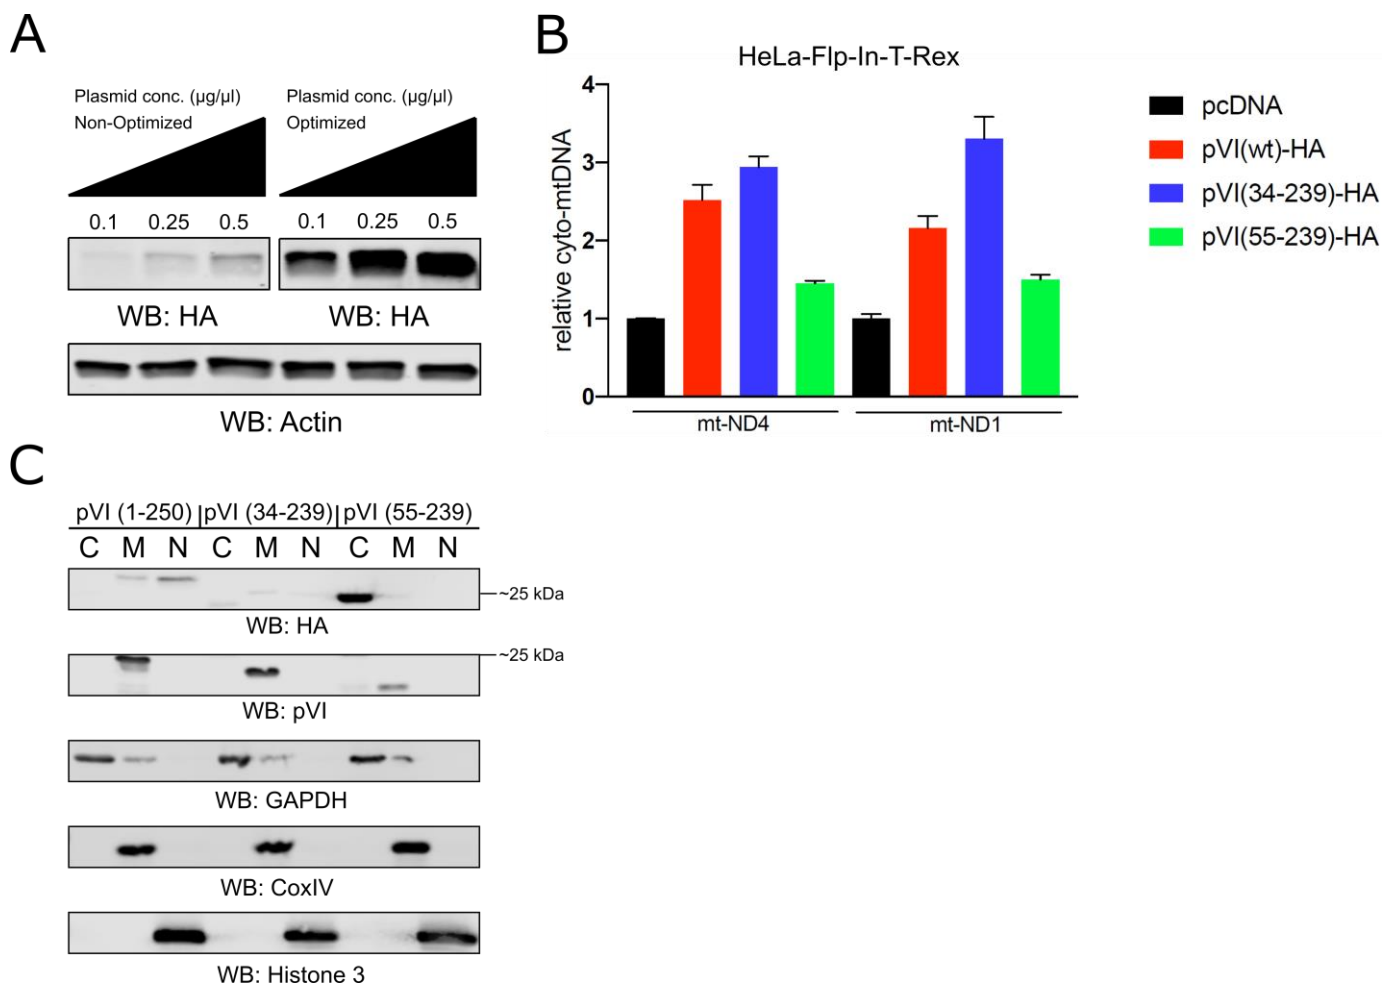 A
Plasmid conc. (µg/µl)
Non-Optimized
Plasmid conc. (µg/µl)
Optimized
0.1 0.25 0.5 0.1 0.25 0.5
WB: HA WB: HA
WB: Actin
B
HeLa-Flp-In-T-Rex
relative cyto-mtDNA
4
3
2
1
0
mt-ND4 mt-ND1
pcDNA
pVI(wt)-HA
pVI(34-239)-HA
pVI(55-239)-HA
C
pVI (1-250) | pVI (34-239) | pVI (55-239)
C M N C M N C M N
~25 kDa
WB: HA
~25 kDa
WB: pVI
WB: GAPDH
WB: CoxIV
WB: Histone 3